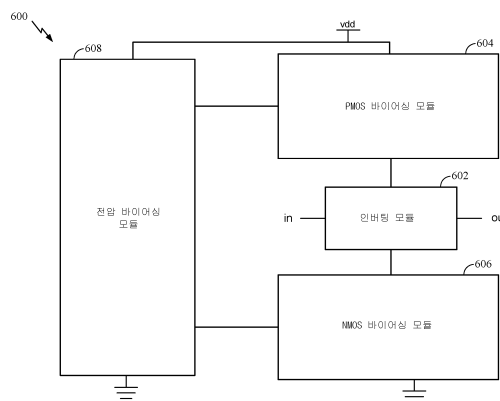 600
608
vdd
604
PMOS 바이어싱 모듈
602
전압 바이어싱
모듈
in
인버팅 모듈
606
NMOS 바이어싱 모듈